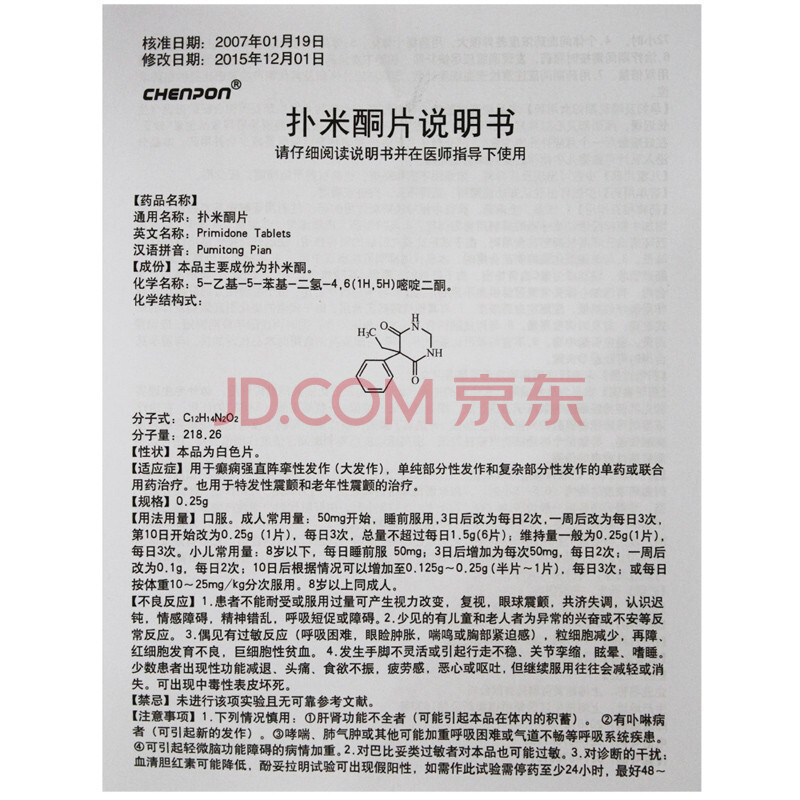 核准日期：2007年01月19日
修改日期：2015年12月01日
CHENPON®
扑米酮片说明书
请仔细阅读说明书并在医师指导下使用
【药品名称】
通用名称：扑米酮片
英文名称：Primidone Tablets
汉语拼音：Pumitong Pian
【成份】本品主要成份为扑米酮。
化学名称：5-乙基-5-苯基-二氢-4,6(1H,5H)嘧啶二酮。
化学结构式：
H
N
O
H₃C
NH
O
JD.COM 京东
分子式：C₁₂H₁₄N₂O₂
分子量：218.26
【性状】本品为白色片。
【适应症】用于癫痫强直阵挛性发作(大发作)，单纯部分性发作和复杂部分性发作的单药或联合
用药治疗。也用于特发性震颤和老年性震颤的治疗。
【规格】0.25g
【用法用量】口服。成人常用量：50mg开始，睡前服用,3日后改为每日2次,一周后改为每日3次,
第10日开始改为0.25g（1片），每日3次，总量不超过每日1.5g(6片)；维持量一般为0.25g(1片)，
每日3次。小儿常用量：8岁以下，每日睡前服 50mg；3日后增加为每次50mg，每日2次；一周后
改为0.1g，每日2次；10日后根据情况可以增加至0.125g~0.25g(半片~1片)，每日3次；或每日
按体重10~25mg/kg分次服用。8岁以上同成人。
【不良反应】1.患者不能耐受或服用过量可产生视力改变， 复视，眼球震颤，共济失调，认识迟
钝，情感障碍，精神错乱，呼吸短促或障碍。2.少见的有儿童和老人者为异常的兴奋或不安等反
常反应。3.偶见有过敏反应（呼吸困难，眼睑肿胀，喘鸣或胸部紧迫感），粒细胞减少，再障、
红细胞发育不良，巨细胞性贫血。4.发生手脚不灵活或引起行走不稳、关节挛缩，眩晕、嗜睡。
少数患者出现性功能减退、头痛、食欲不振，疲劳感，恶心或呕吐，但继续服用往往会减轻或消
失。可出现中毒性表皮坏死。
【禁忌】未进行该项实验且无可靠参考文献。
【注意事项】1.下列情况慎用：①肝肾功能不全者（可能引起本品在体内的积蓄）。②有卟啉病
者（可引起新的发作）。③哮喘、肺气肿或其他可能加重呼吸困难或气道不畅等呼吸系统疾患。
④可引起轻微脑功能障碍的病情加重。2.对巴比妥类过敏者对本品也可能过敏。3.对诊断的干扰：
血清胆红素可能降低，酚妥拉明试验可出现假阳性，如需作此试验需停药至少24小时，最好48~